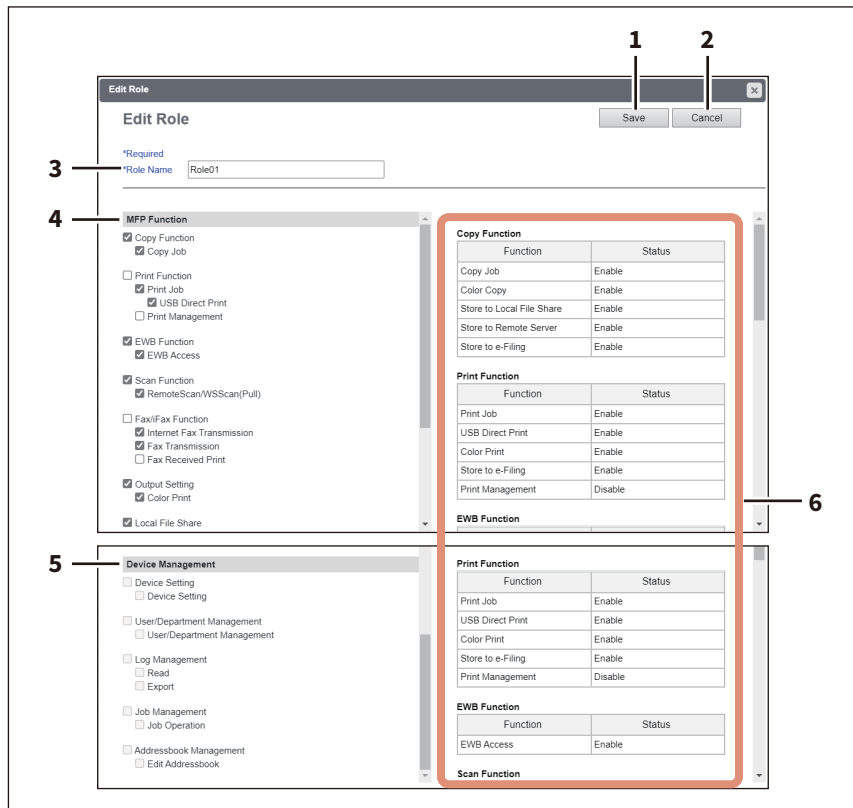 1 2
Edit Role
Edit Role
Save Cancel
*Required
3 *Role Name Role01
4 MFP Function
Copy Function
Copy Job
Print Function
Print Job
USB Direct Print
Print Management
EWB Function
EWB Access
Scan Function
RemoteScan/WSScan(Pull)
Fax/iFax Function
Internet Fax Transmission
Fax Transmission
Fax Received Print
Output Setting
Color Print
Local File Share
Copy Function
Function Status
Copy Job Enable
Color Copy Enable
Store to Local File Share Enable
Store to Remote Server Enable
Store to e-Filing Enable
Print Function
Function Status
Print Job Enable
USB Direct Print Enable
Color Print Enable
Store to e-Filing Enable
Print Management Disable
6
EWB Function
5 Device Management
Device Setting
Device Setting
User/Department Management
User/Department Management
Log Management
Read
Export
Job Management
Job Operation
Addressbook Management
Edit Addressbook
Print Function
Function Status
Print Job Enable
USB Direct Print Enable
Color Print Enable
Store to e-Filing Enable
Print Management Disable
EWB Function
Function Status
EWB Access Enable
Scan Function